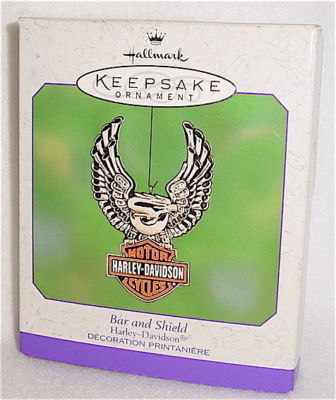 Hallmark
KEEPSAKE
ORNAMENT
MOTOR
HARLEY-DAVIDSON
CYCLES
Bar and Shield
Harley-Davidson®
DÉCORATION PRINTANIÈRE